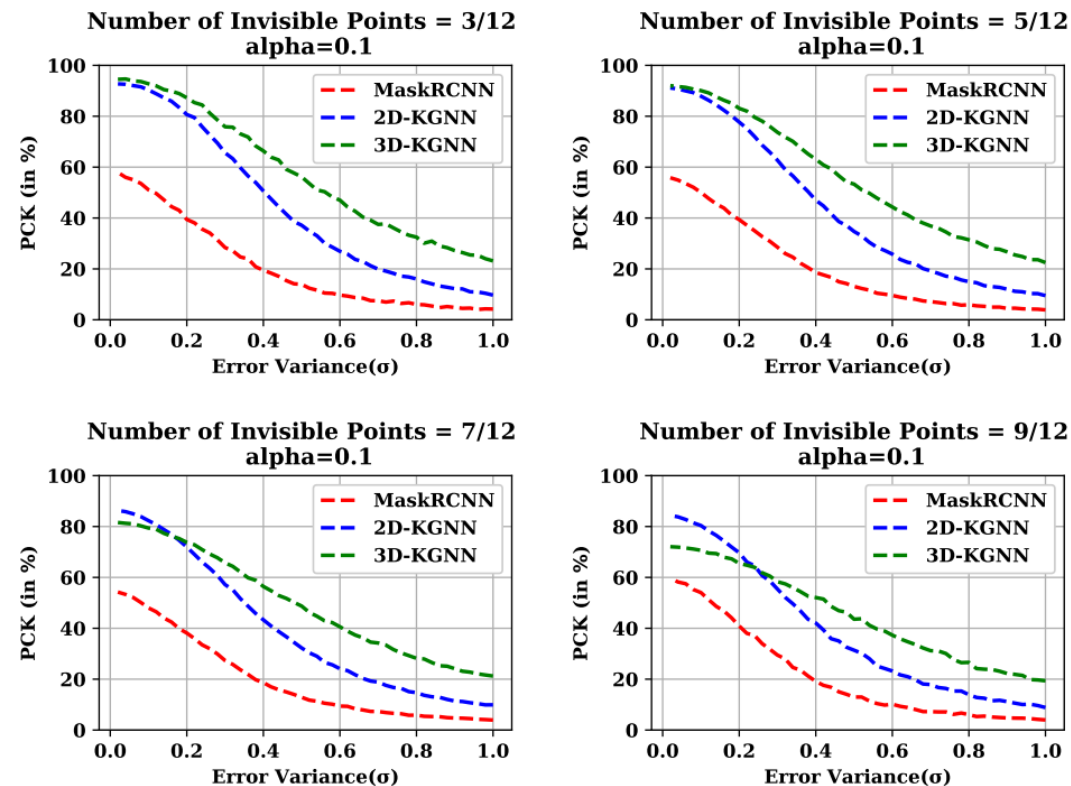 Number of Invisible Points = 3/12
alpha=0.1
PCK (in %)
100
80
60
40
20
0
MaskRCNN
2D-KGNN
3D-KGNN
0.0 0.2 0.4 0.6 0.8 1.0
Error Variance(σ)
Number of Invisible Points = 5/12
alpha=0.1
PCK (in %)
100
80
60
40
20
0
MaskRCNN
2D-KGNN
3D-KGNN
0.0 0.2 0.4 0.6 0.8 1.0
Error Variance(σ)
Number of Invisible Points = 7/12
alpha=0.1
PCK (in %)
100
80
60
40
20
0
MaskRCNN
2D-KGNN
3D-KGNN
0.0 0.2 0.4 0.6 0.8 1.0
Error Variance(σ)
Number of Invisible Points = 9/12
alpha=0.1
PCK (in %)
100
80
60
40
20
0
MaskRCNN
2D-KGNN
3D-KGNN
0.0 0.2 0.4 0.6 0.8 1.0
Error Variance(σ)